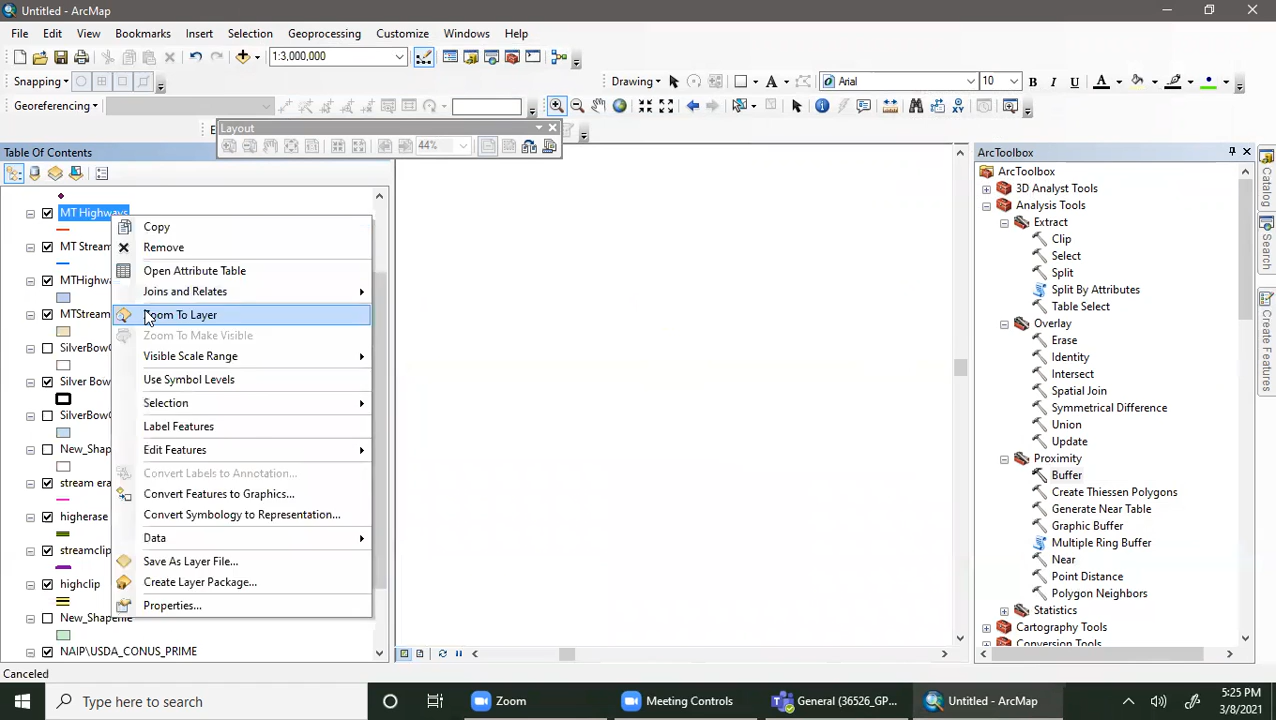 Untitled - ArcMap
File Edit View Bookmarks Insert Selection Geoprocessing Customize Windows Help
1:3,000,000
Snapping Drawing A Arial 10 B I U A
Georeferencing
Layout
44%
Table Of Contents
MT Highways
MT Stream
MTHighwa
MTStream
SilverBowC
Silver Bow
SilverBowC
New_Shap
stream era
higherase
streamclip
highclip
New_Shapefile
NAIP\USDA_CONUS_PRIME
Copy
Remove
Open Attribute Table
Joins and Relates
Zoom To Layer
Zoom To Make Visible
Visible Scale Range
Use Symbol Levels
Selection
Label Features
Edit Features
Convert Labels to Annotation...
Convert Features to Graphics...
Convert Symbology to Representation...
Data
Save As Layer File...
Create Layer Package...
Properties...
ArcToolbox
ArcToolbox
3D Analyst Tools
Analysis Tools
Extract
Clip
Select
Split
Split By Attributes
Table Select
Overlay
Erase
Identity
Intersect
Spatial Join
Symmetrical Difference
Union
Update
Proximity
Buffer
Create Thiessen Polygons
Generate Near Table
Graphic Buffer
Multiple Ring Buffer
Near
Point Distance
Polygon Neighbors
Statistics
Cartography Tools
Conversion Tools
Catalog
Search
Create Features
Canceled
Type here to search
Zoom
Meeting Controls
General (36526_GP...
Untitled - ArcMap
5:25 PM
3/8/2021